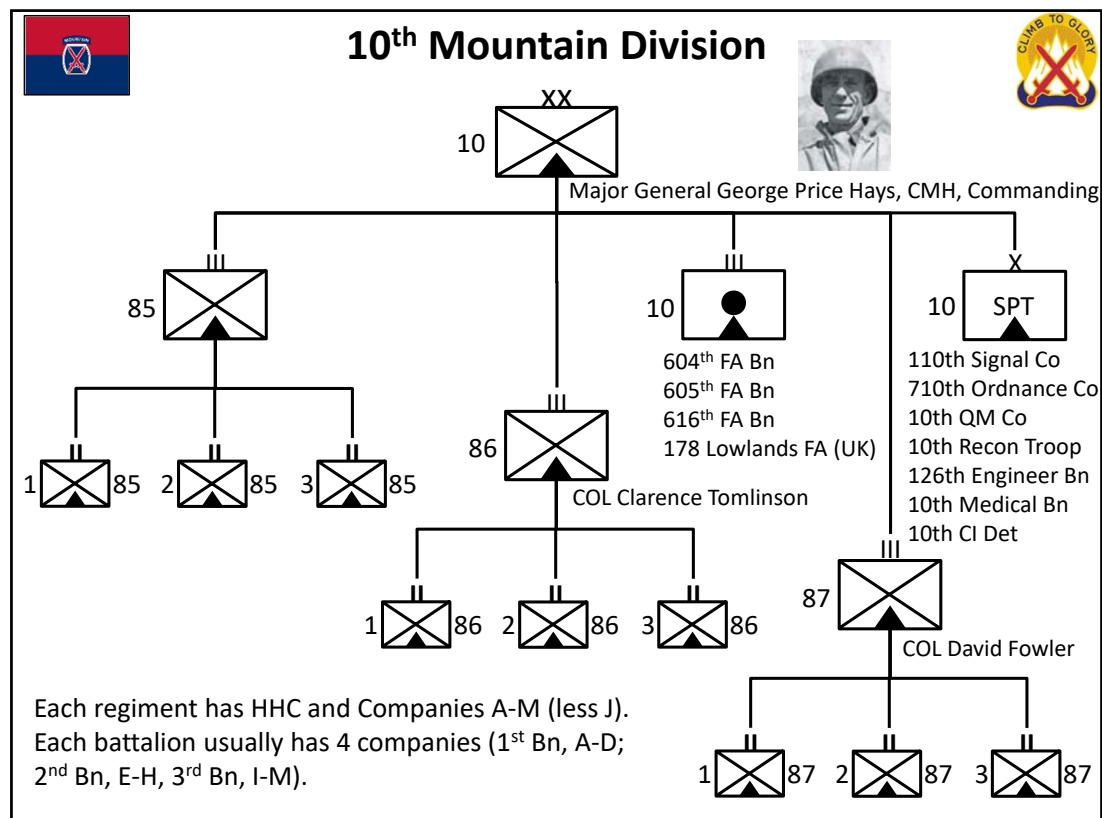 MOUNTAIN
10th Mountain Division
CLIMB TO GLORY
XX
10
Major General George Price Hays, CMH, Commanding
III
85
III
10
X
10 SPT
604th FA Bn
605th FA Bn
616th FA Bn
178 Lowlands FA (UK)
110th Signal Co
710th Ordnance Co
10th QM Co
10th Recon Troop
126th Engineer Bn
10th Medical Bn
10th CI Det
III
86
COL Clarence Tomlinson
II II II
1 85 2 85 3 85
III
87
COL David Fowler
II II II
1 86 2 86 3 86
Each regiment has HHC and Companies A-M (less J).
Each battalion usually has 4 companies (1st Bn, A-D;
2nd Bn, E-H, 3rd Bn, I-M).
II II II
1 87 2 87 3 87